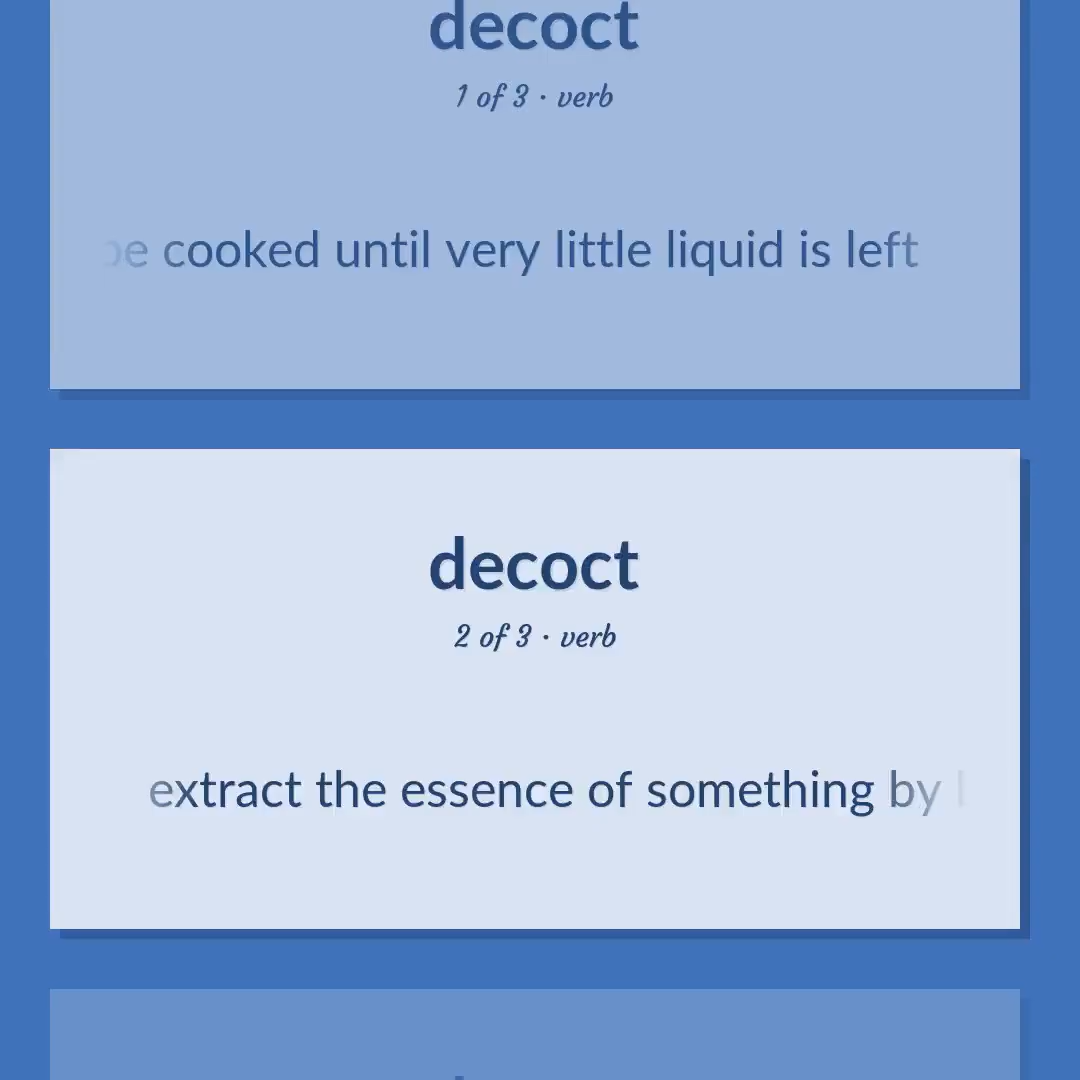 decoct
1 of 3 · verb
be cooked until very little liquid is left
decoct
2 of 3 · verb
extract the essence of something by